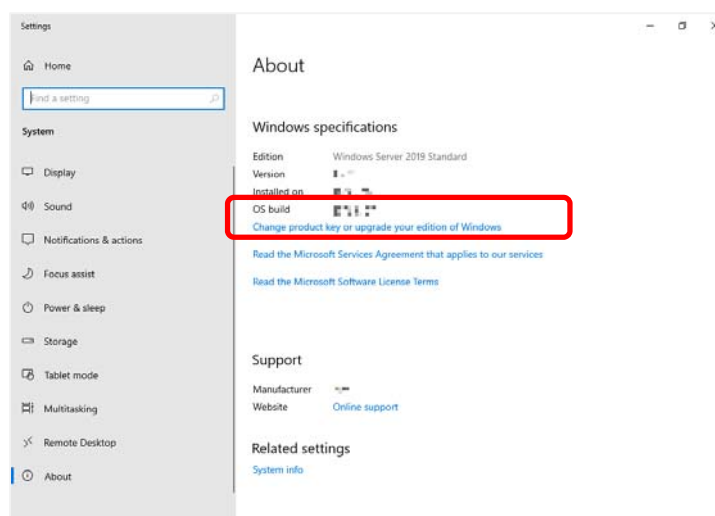 Settings
Home
Find a setting
System
Display
Sound
Notifications & actions
Focus assist
Power & sleep
Storage
Tablet mode
Multitasking
Remote Desktop
About
About
Windows specifications
Edition Windows Server 2019 Standard
Version
Installed on
OS build
Change product key or upgrade your edition of Windows
Read the Microsoft Services Agreement that applies to our services
Read the Microsoft Software License Terms
Support
Manufacturer
Website Online support
Related settings
System info